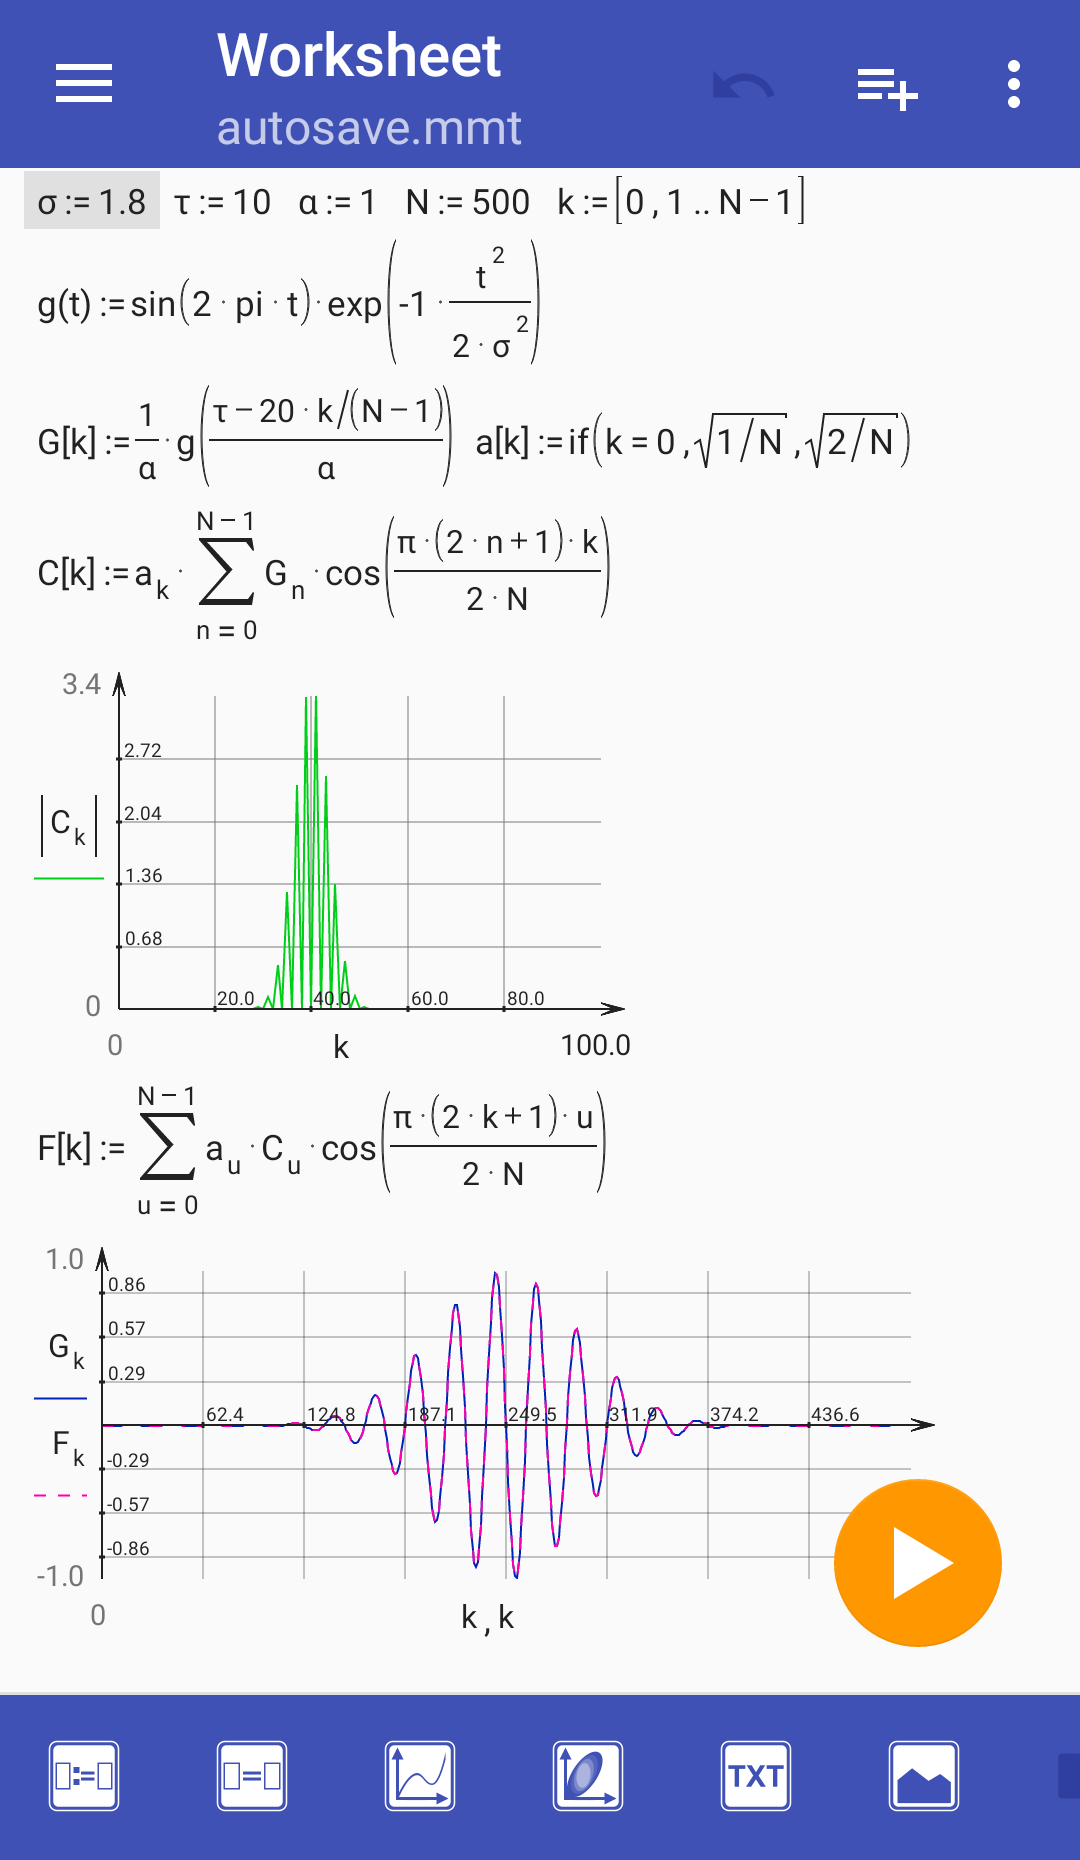 Worksheet
autosave.mmt
σ := 1.8 τ := 10 α := 1 N := 500 k := [0 , 1 .. N − 1]
g(t) := sin(2 · pi · t) · exp(-1 · t^2 / 2 · σ^2)
G[k] := 1/α · g(τ − 20 · k/(N − 1) / α) a[k] := if(k = 0 , √1/N , √2/N)
N − 1
C[k] := a_k · ∑ G_n · cos(π · (2 · n + 1) · k / 2 · N)
n = 0
3.4
2.72
2.04
|C_k|
1.36
0.68
0 20.0 40.0 60.0 80.0
0 k 100.0
N − 1
F[k] := ∑ a_u · C_u · cos(π · (2 · k + 1) · u / 2 · N)
u = 0
1.0
0.86
0.57
G_k
0.29
62.4 124.8 187.1 249.5 311.9 374.2 436.6
F_k
-0.29
-0.57
-0.86
-1.0
0 k , k
:= = TXT